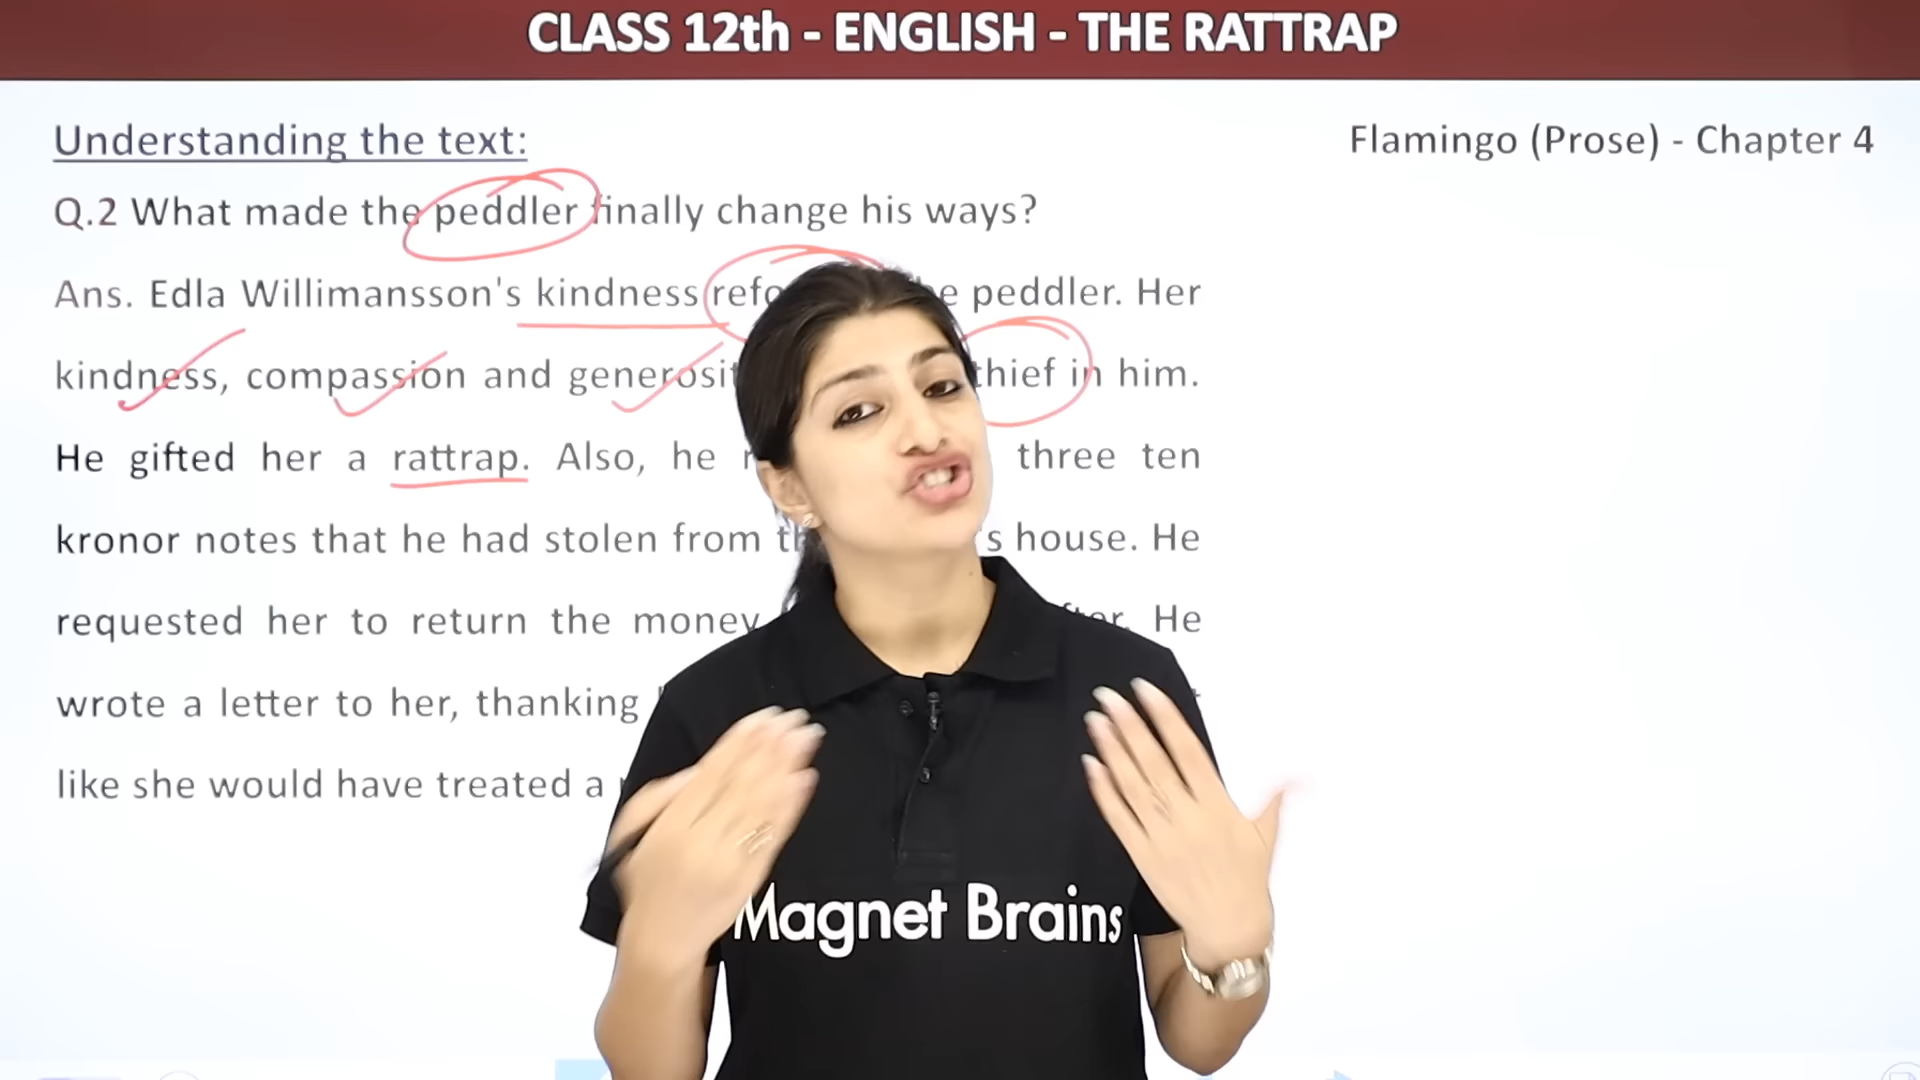 CLASS 12th - ENGLISH - THE RATTRAP
Understanding the text:
Flamingo (Prose) - Chapter 4
Q.2 What made the peddler finally change his ways?
Ans. Edla Willimansson's kindness peddler. Her
kindness, compassion and thief in him.
He gifted her a rattrap. Also, he three ten
kronor notes that he had stolen from house. He
requested her to return the money He
wrote a letter to her, thanking
like she would have treated a
Magnet Brains